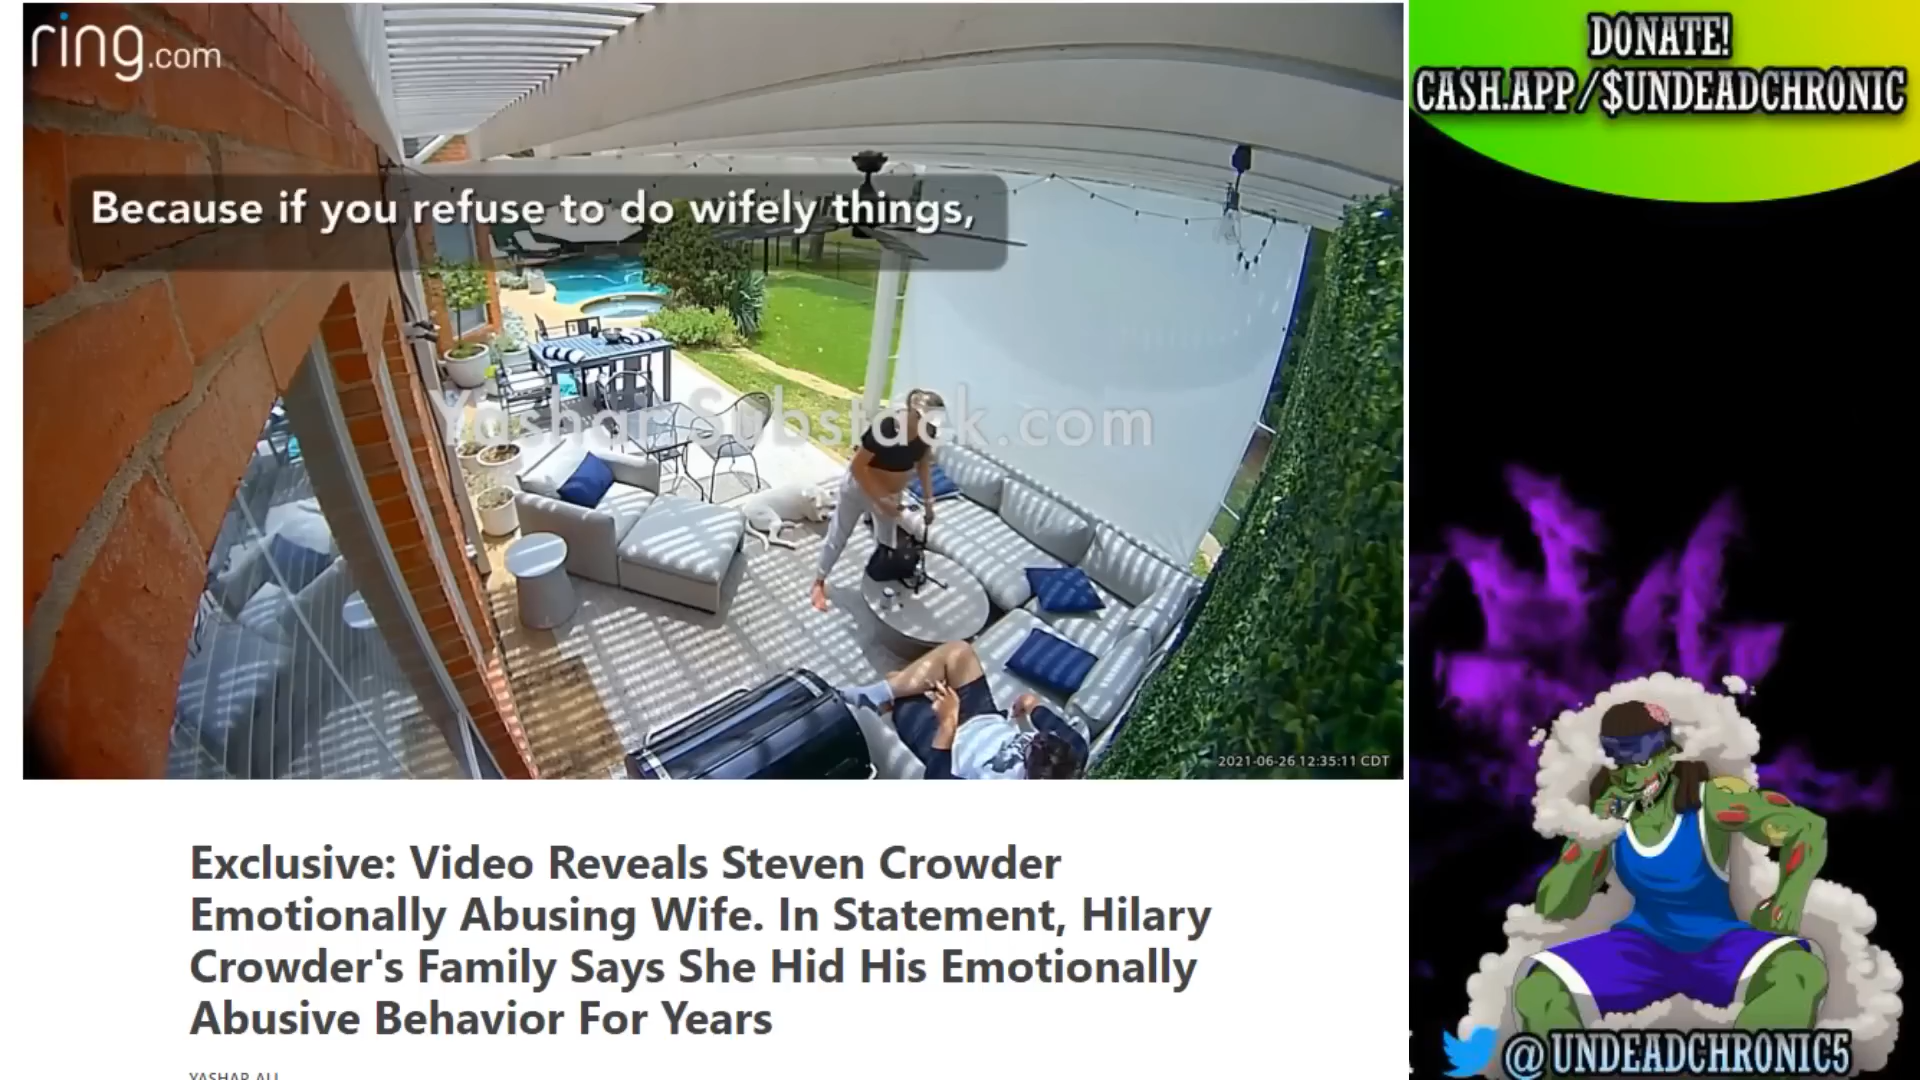 ring.com
Because if you refuse to do wifely things,
Yashar.Substack.com
2021-06-26 12:35:11 CDT
Exclusive: Video Reveals Steven Crowder
Emotionally Abusing Wife. In Statement, Hilary
Crowder's Family Says She Hid His Emotionally
Abusive Behavior For Years
YASHAR ALI
DONATE!
CASH.APP/$UNDEADCHRONIC
@UNDEADCHRONIC5